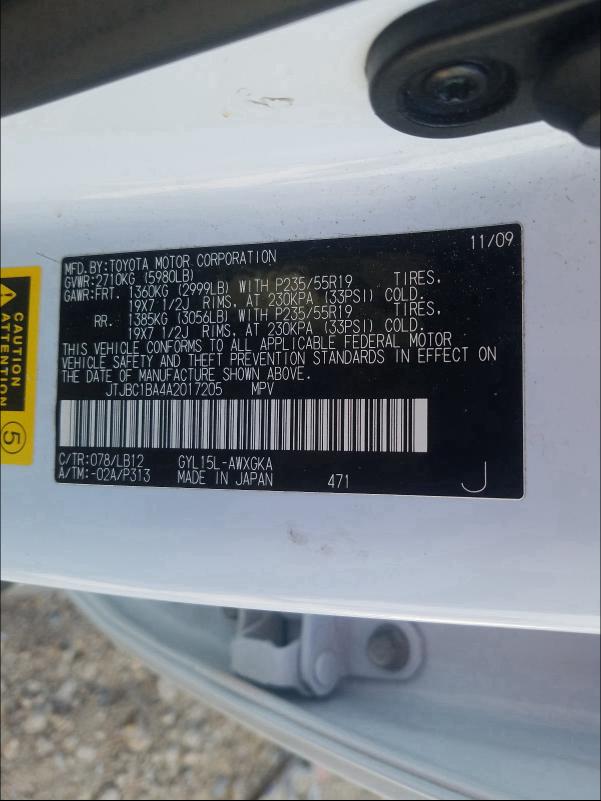 11/09
MFD.BY:TOYOTA MOTOR CORPORATION
GVWR:2710KG (5980LB)
GAWR:FRT. 1360KG (2999LB) WITH P235/55R19 TIRES,
19X7 1/2J RIMS, AT 230KPA (33PSI) COLD.
RR. 1385KG (3056LB) WITH P235/55R19 TIRES,
19X7 1/2J RIMS, AT 230KPA (33PSI) COLD.
THIS VEHICLE CONFORMS TO ALL APPLICABLE FEDERAL MOTOR
VEHICLE SAFETY AND THEFT PREVENTION STANDARDS IN EFFECT ON
THE DATE OF MANUFACTURE SHOWN ABOVE.
JTJBC1BA4A2017205 MPV
C/TR:078/LB12 GYL15L-AWXGKA
A/TM:-02A/P313 MADE IN JAPAN 471 J
CAUTION
ATTENTION
5